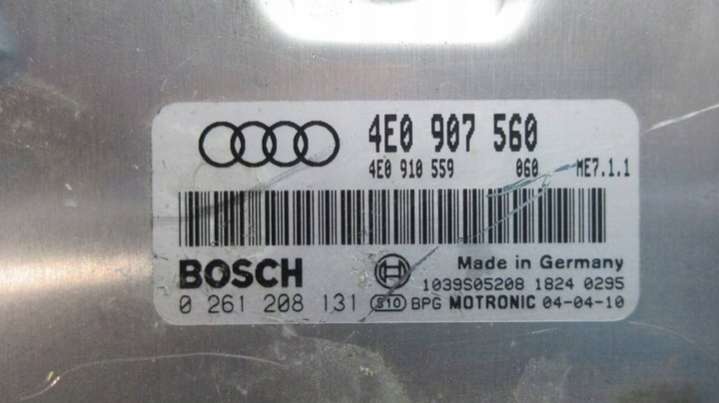 4E0 907 560
4E0 910 559 060 ME7.1.1
BOSCH Made in Germany
1039S05208 1824 0295
0 261 208 131 S10 BPG MOTRONIC 04-04-10